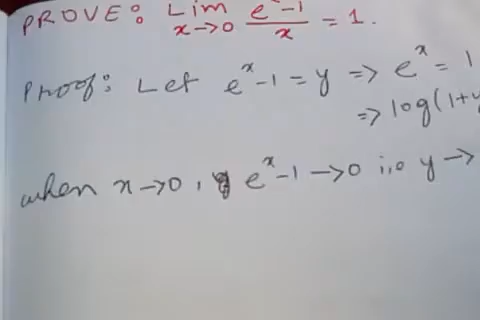 PROVE: Lim x→0 e^x-1/x = 1.
Proof: Let e^x-1 = y => e^x = 1
=> log(1+y
when x→0, e^x-1 →0 i.e y →